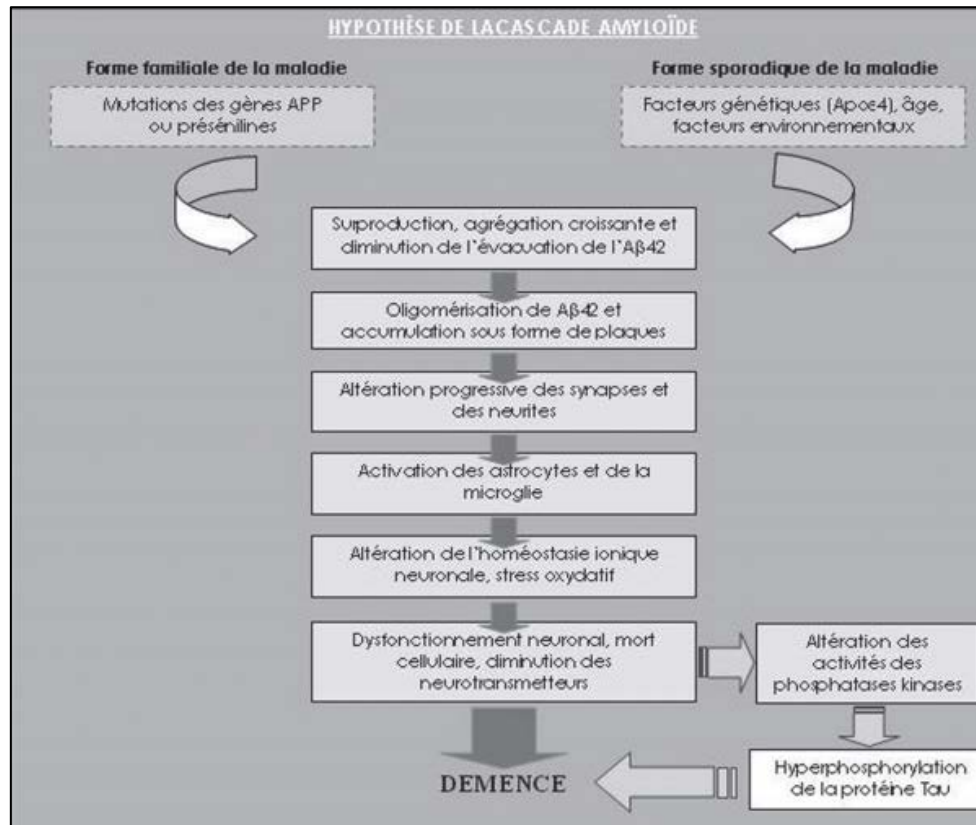 HYPOTHÈSE DE LACASCADE AMYLOÏDE
Forme familiale de la maladie
Mutations des gènes APP
ou présénilines
Forme sporadique de la maladie
Facteurs génétiques (Apoε4), âge,
facteurs environnementaux
Surproduction, agrégation croissante et
diminution de l'évacuation de l'Aβ42
Oligomérisation de Aβ42 et
accumulation sous forme de plaques
Altération progressive des synapses et
des neurites
Activation des astrocytes et de la
microglie
Altération de l'homéostasie ionique
neuronale, stress oxydatif
Dysfonctionnement neuronal, mort
cellulaire, diminution des
neurotransmetteurs
Altération des
activités des
phosphatases kinases
Hyperphosphorylation
de la protéine Tau
DEMENCE